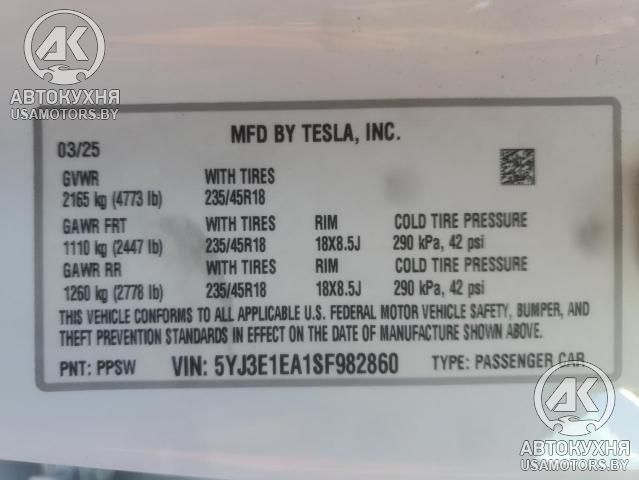 AK
АВТОКУХНЯ
USAMOTORS.BY
MFD BY TESLA, INC.
03/25
GVWR WITH TIRES
2165 kg (4773 lb) 235/45R18
GAWR FRT WITH TIRES RIM COLD TIRE PRESSURE
1110 kg (2447 lb) 235/45R18 18X8.5J 290 kPa, 42 psi
GAWR RR WITH TIRES RIM COLD TIRE PRESSURE
1260 kg (2778 lb) 235/45R18 18X8.5J 290 kPa, 42 psi
THIS VEHICLE CONFORMS TO ALL APPLICABLE U.S. FEDERAL MOTOR VEHICLE SAFETY, BUMPER, AND
THEFT PREVENTION STANDARDS IN EFFECT ON THE DATE OF MANUFACTURE SHOWN ABOVE.
PNT: PPSW VIN: 5YJ3E1EA1SF982860 TYPE: PASSENGER CAR
AK
АВТОКУХНЯ
USAMOTORS.BY